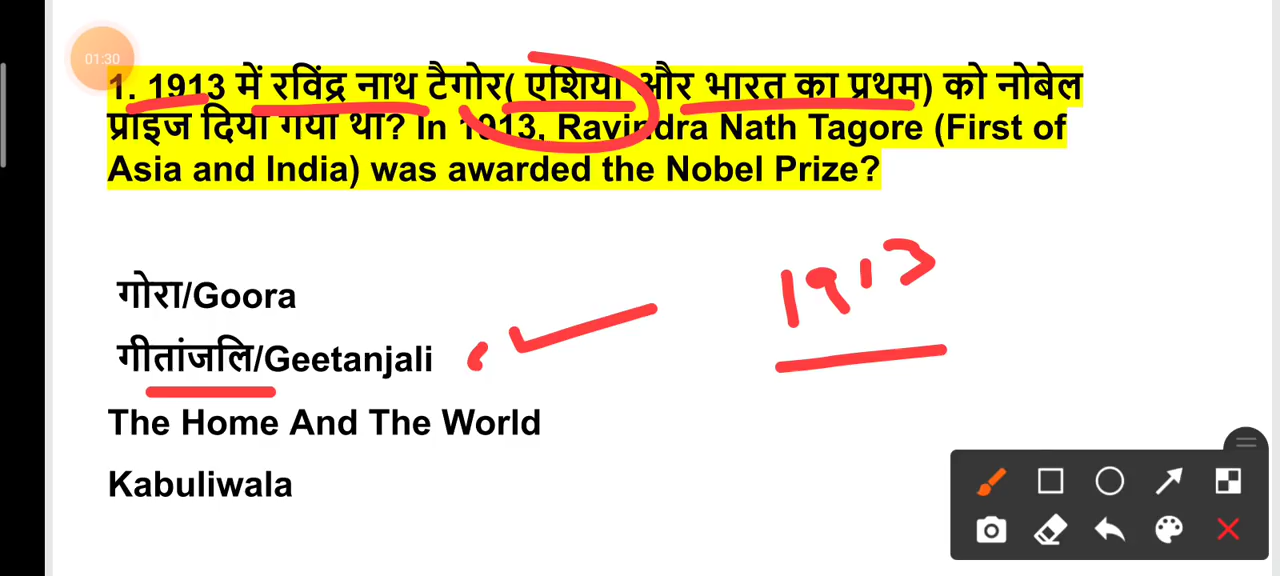 01:30
1. 1913 में रविंद्र नाथ टैगोर( एशिया और भारत का प्रथम) को नोबेल
प्राइज दिया गया था? In 1913, Ravindra Nath Tagore (First of
Asia and India) was awarded the Nobel Prize?
1913
गोरा/Goora
गीतांजलि/Geetanjali
The Home And The World
Kabuliwala